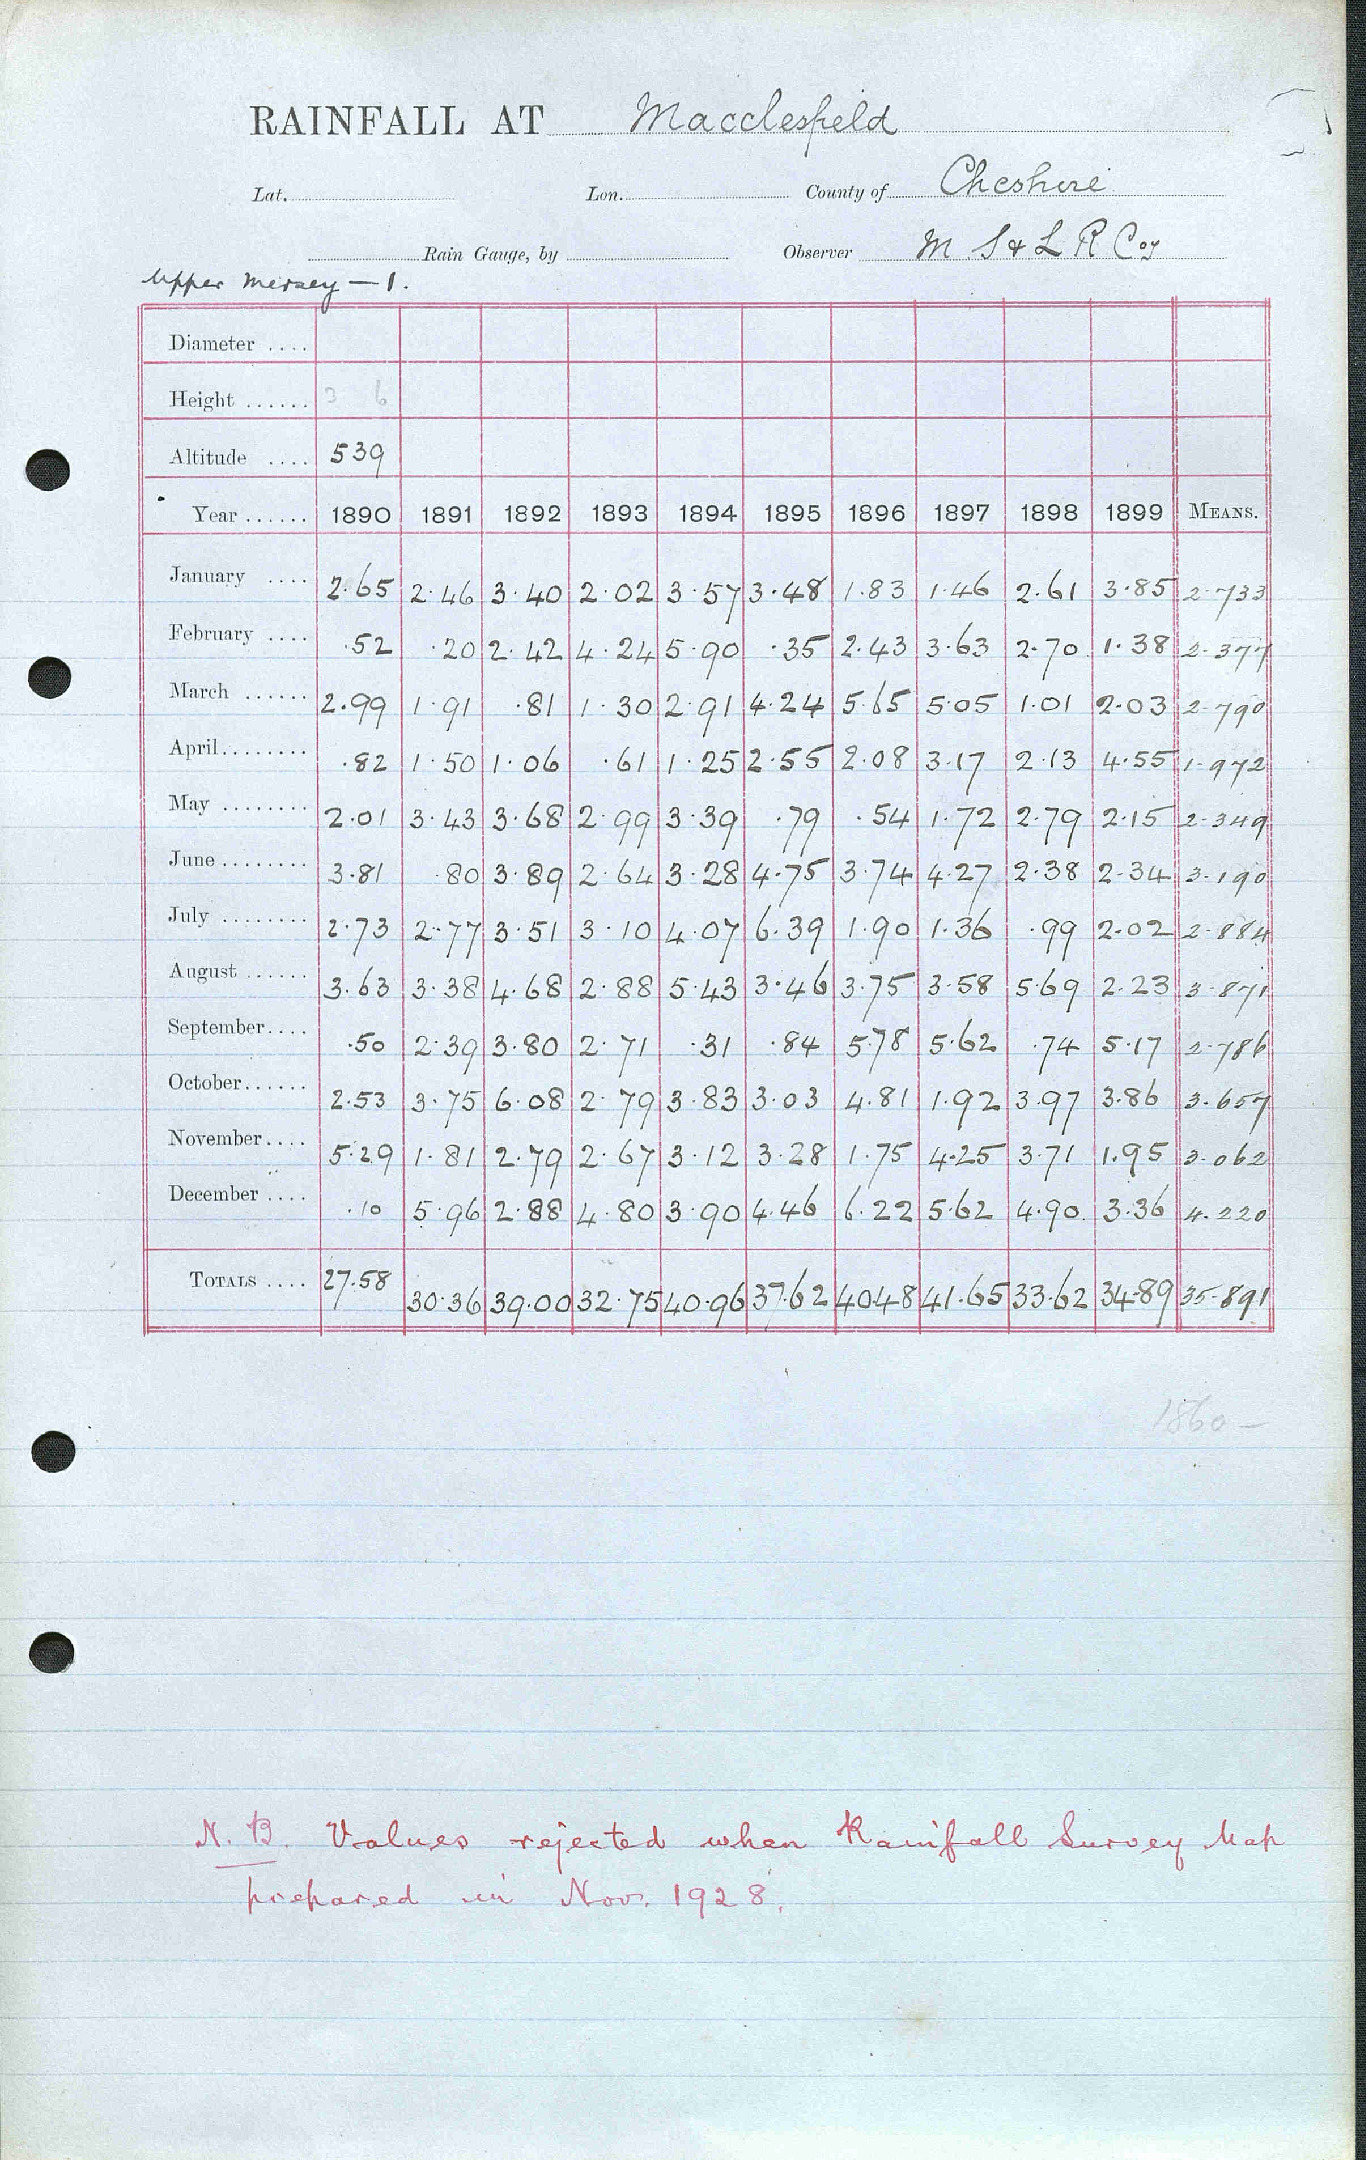 RAINFALL AT Macclesfield
Lat. Lon. County of Cheshire
Rain Gauge, by Observer M S & L R Coy
Upper Mersey — 1.
Diameter ....
Height ...... 3 6
Altitude .... 539
Year ...... 1890 1891 1892 1893 1894 1895 1896 1897 1898 1899 MEANS.
January .... 2.65 2.46 3.40 2.02 3.57 3.48 1.83 1.46 2.61 3.85 2.733
February .... .52 .20 2.42 4.24 5.90 .35 2.43 3.63 2.70 1.38 2.377
March ...... 2.99 1.91 .81 1.30 2.91 4.24 5.65 5.05 1.01 2.03 2.790
April........ .82 1.50 1.06 .61 1.25 2.55 2.08 3.17 2.13 4.55 1.972
May ........ 2.01 3.43 3.68 2.99 3.39 .79 .54 1.72 2.79 2.15 2.349
June ........ 3.81 .80 3.89 2.64 3.28 4.75 3.74 4.27 2.38 2.34 3.190
July ........ 2.73 2.77 3.51 3.10 4.07 6.39 1.90 1.36 .99 2.02 2.884
August ...... 3.63 3.38 4.68 2.88 5.43 3.46 3.75 3.58 5.69 2.23 3.871
September.... .50 2.39 3.80 2.71 .31 .84 5.78 5.62 .74 5.17 2.786
October...... 2.53 3.75 6.08 2.79 3.83 3.03 4.81 1.92 3.97 3.86 3.657
November.... 5.29 1.81 2.79 2.67 3.12 3.28 1.75 4.25 3.71 1.95 3.062
December .... .10 5.96 2.88 4.80 3.90 4.46 6.22 5.62 4.90 3.36 4.220
TOTALS .... 27.58 30.36 39.00 32.75 40.96 37.62 40.48 41.65 33.62 34.89 35.891
1860 —
N. B. Values rejected when Rainfall Survey Map
prepared in Nov. 1928.